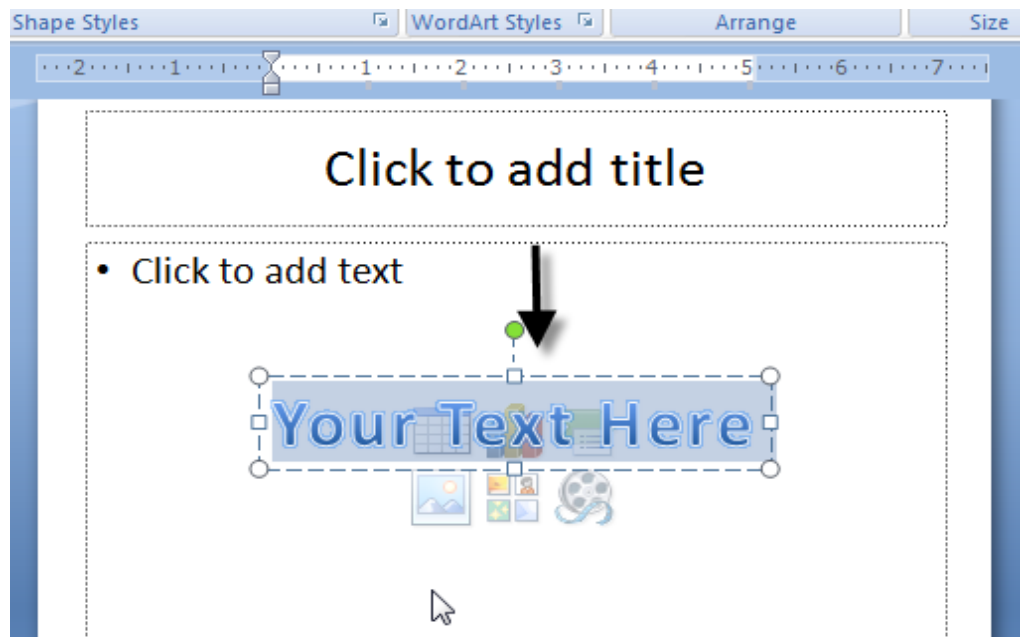 Shape Styles WordArt Styles Arrange Size
2 1 1 2 3 4 5 6 7
Click to add title
• Click to add text
Your Text Here